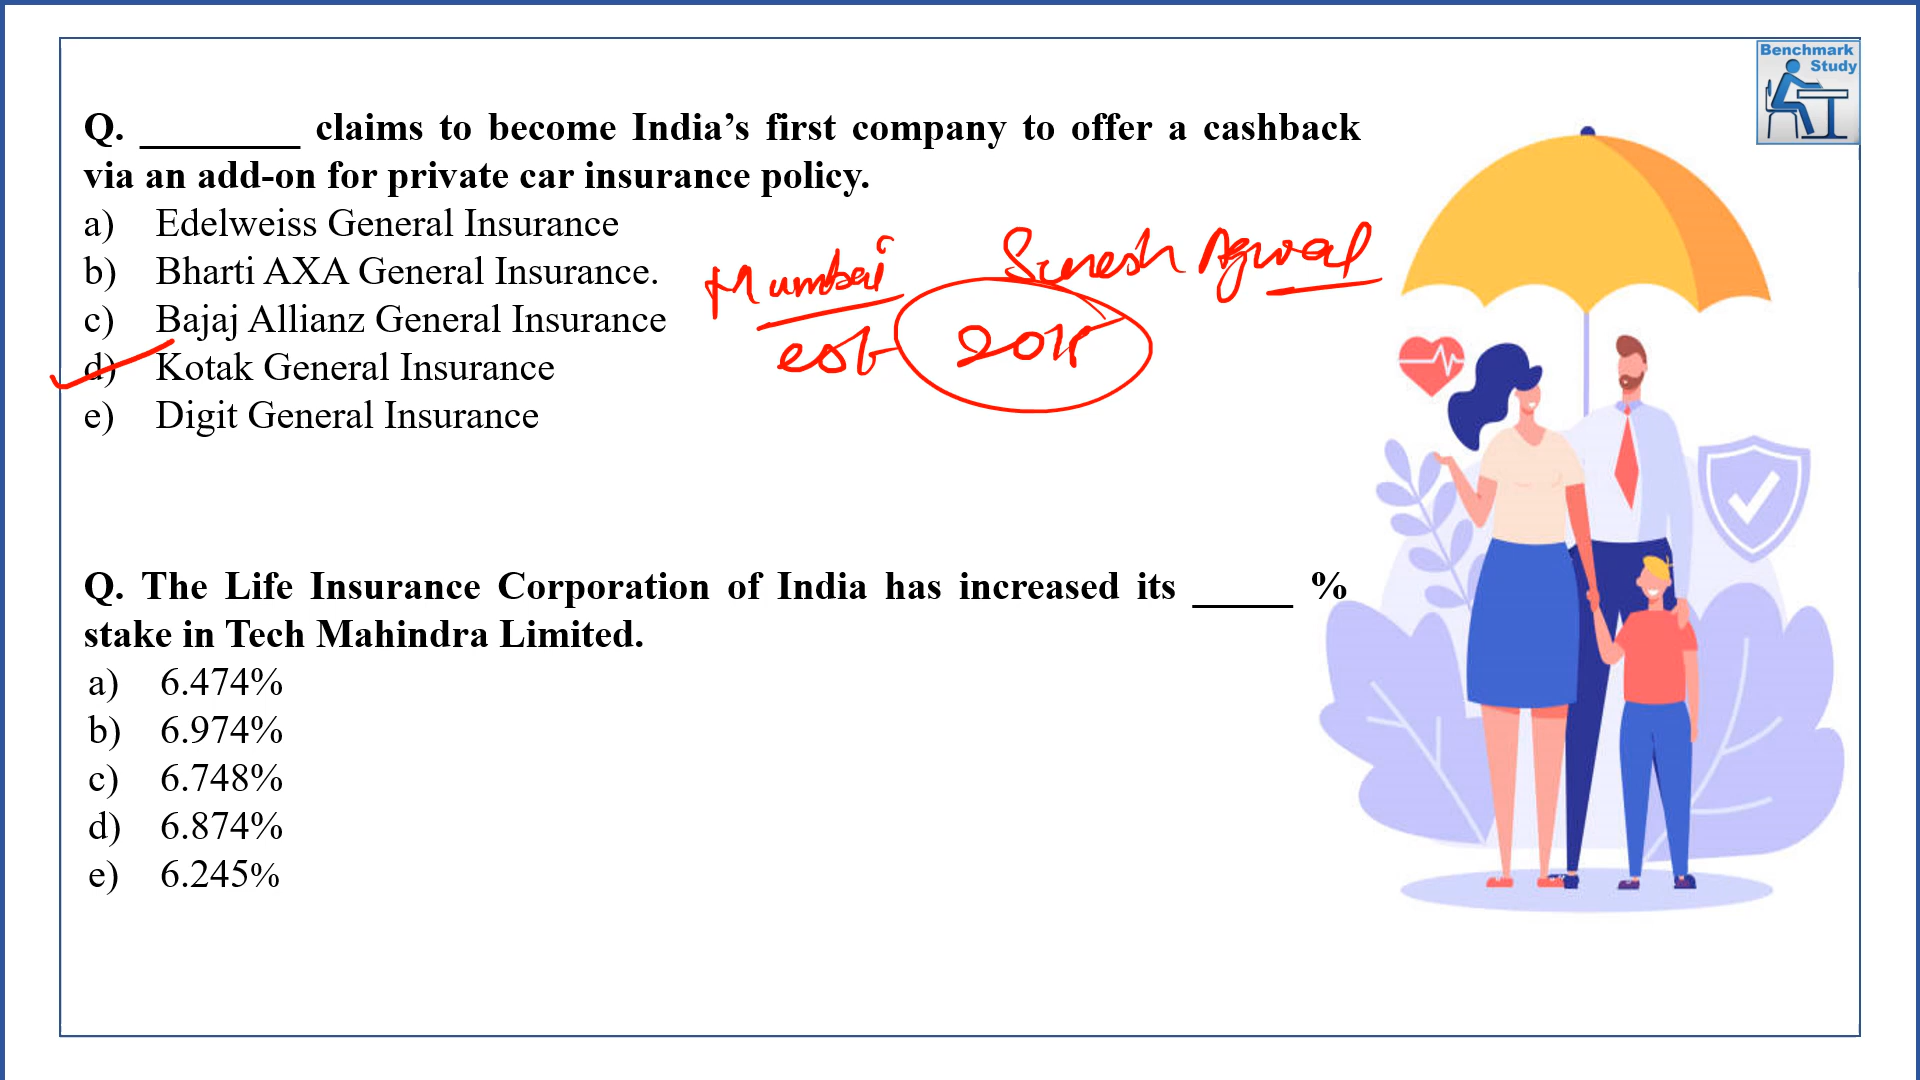 Benchmark
Study
Q. ________ claims to become India’s first company to offer a cashback
via an add-on for private car insurance policy.
a) Edelweiss General Insurance
b) Bharti AXA General Insurance.
c) Bajaj Allianz General Insurance
d) Kotak General Insurance
e) Digit General Insurance
Mumbai
Suresh Agwal
est
Q. The Life Insurance Corporation of India has increased its _____ %
stake in Tech Mahindra Limited.
a) 6.474%
b) 6.974%
c) 6.748%
d) 6.874%
e) 6.245%